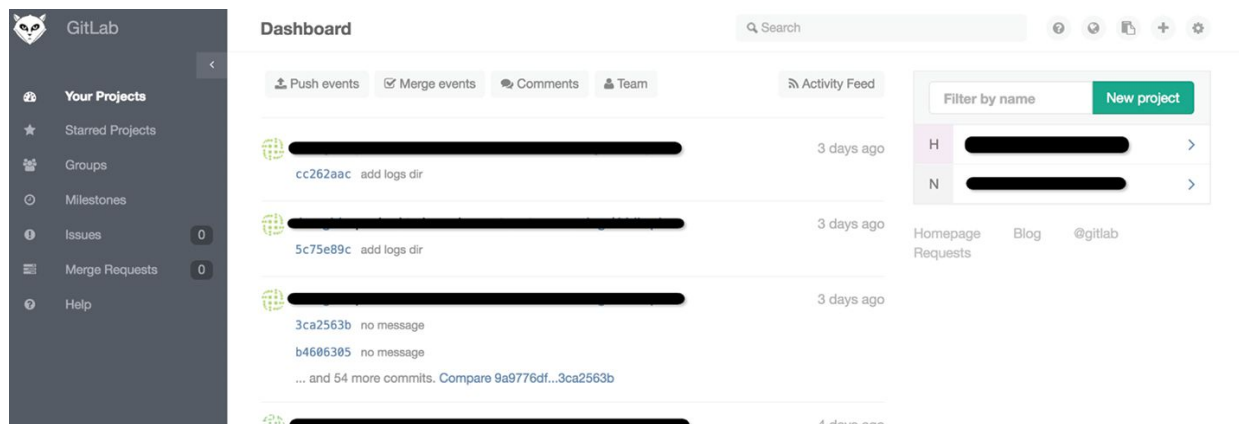 GitLab
Dashboard
Search
Your Projects
Starred Projects
Groups
Milestones
Issues 0
Merge Requests 0
Help
Push events Merge events Comments Team Activity Feed
3 days ago
cc262aac add logs dir
3 days ago
5c75e89c add logs dir
3 days ago
3ca2563b no message
b4606305 no message
... and 54 more commits. Compare 9a9776df...3ca2563b
Filter by name New project
H
N
Homepage Blog @gitlab
Requests